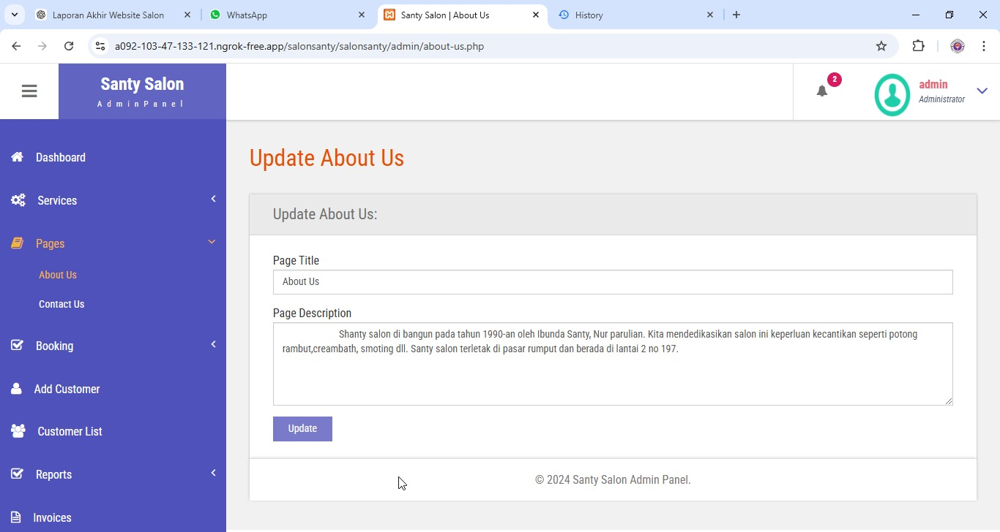 Laporan Akhir Website Salon
WhatsApp
Santy Salon | About Us
History
a092-103-47-133-121.ngrok-free.app/salonsanty/salonsanty/admin/about-us.php
Santy Salon
AdminPanel
2
admin
Administrator
Dashboard
Services
Pages
About Us
Contact Us
Booking
Add Customer
Customer List
Reports
Invoices
Update About Us
Update About Us:
Page Title
About Us
Page Description
Shanty salon di bangun pada tahun 1990-an oleh Ibunda Santy, Nur parulian. Kita mendedikasikan salon ini keperluan kecantikan seperti potong
rambut,creambath, smoting dll. Santy salon terletak di pasar rumput dan berada di lantai 2 no 197.
Update
© 2024 Santy Salon Admin Panel.